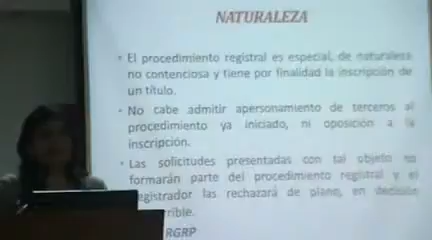 NATURALEZA
• El procedimiento registral es especial, de naturaleza
no contenciosa y tiene por finalidad la inscripción de
un título.
• No cabe admitir apersonamiento de terceros al
procedimiento ya iniciado, ni oposición a la
inscripción.
• Las solicitudes presentadas con tal objeto no
formarán parte del procedimiento registral y el
registrador las rechazará de plano, en decisión
rrible.
RGRP